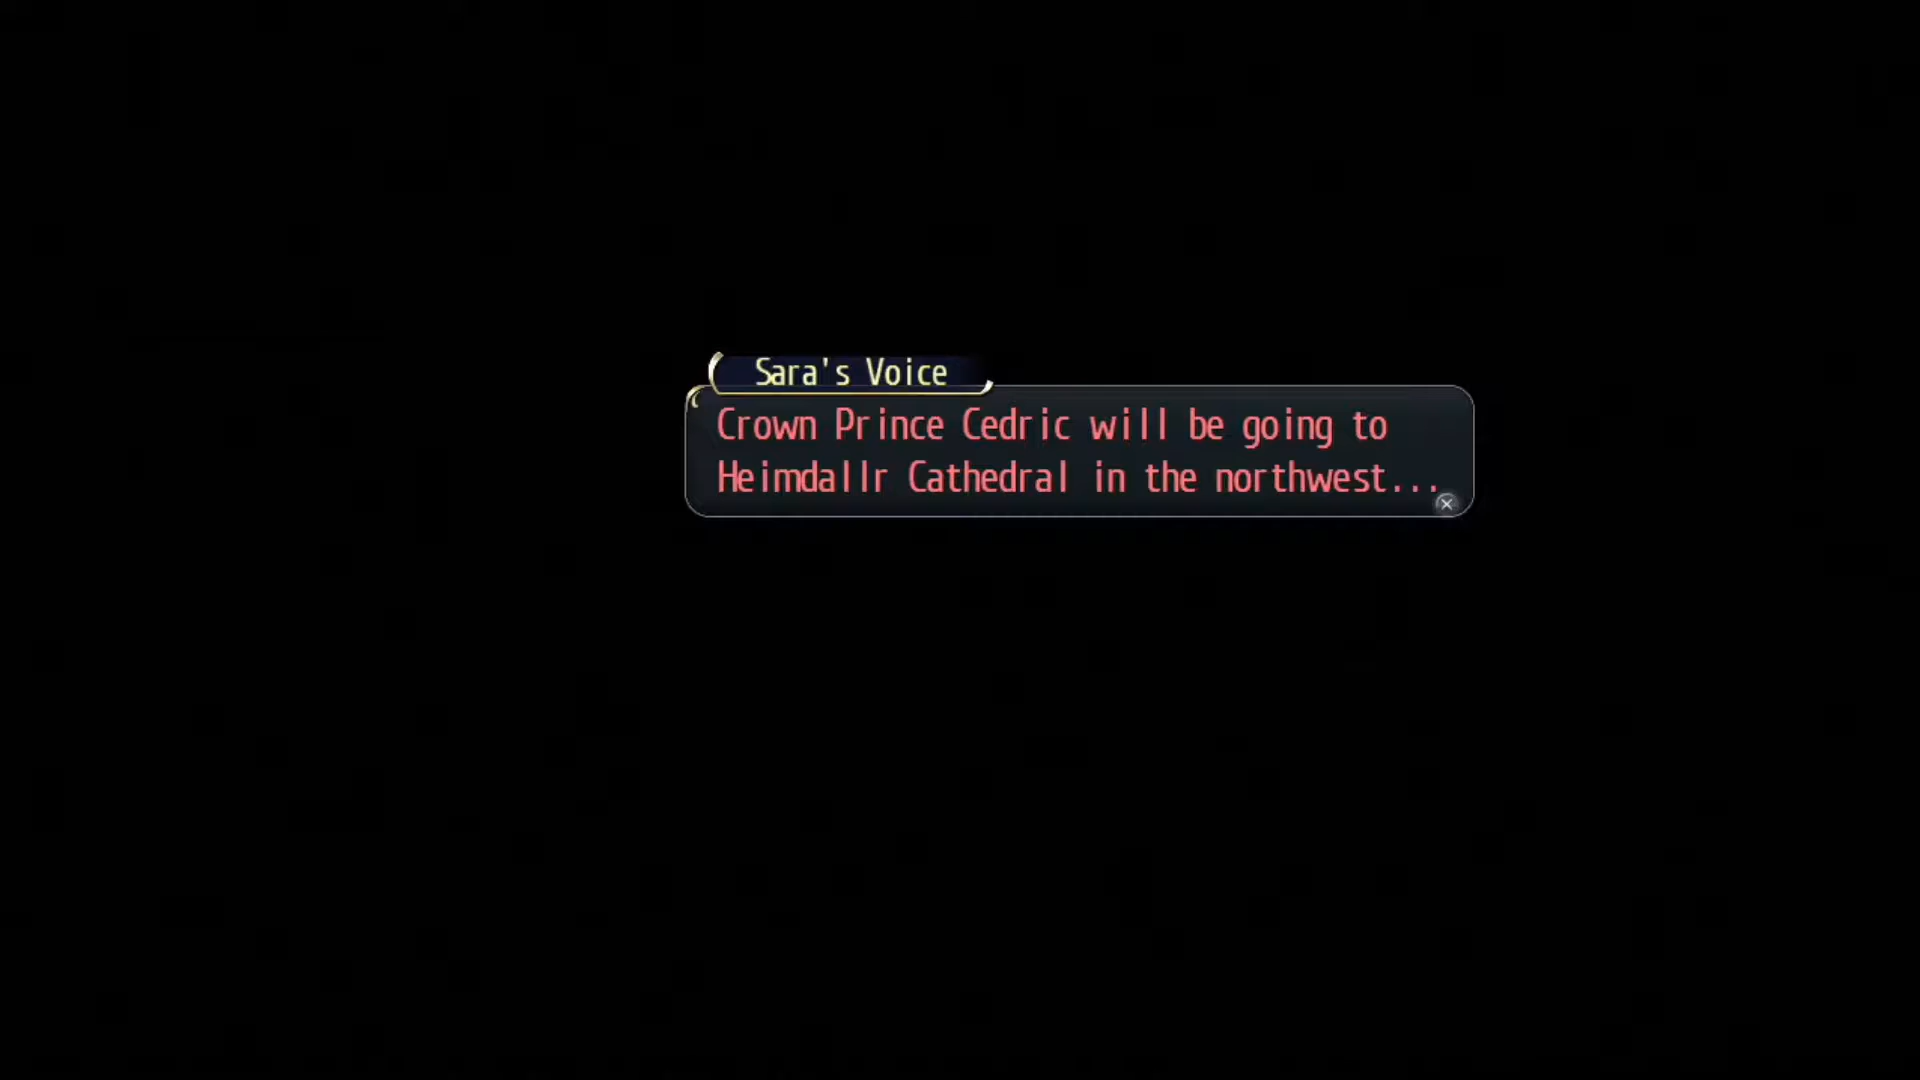 Sara's Voice
Crown Prince Cedric will be going to
Heimdallr Cathedral in the northwest...